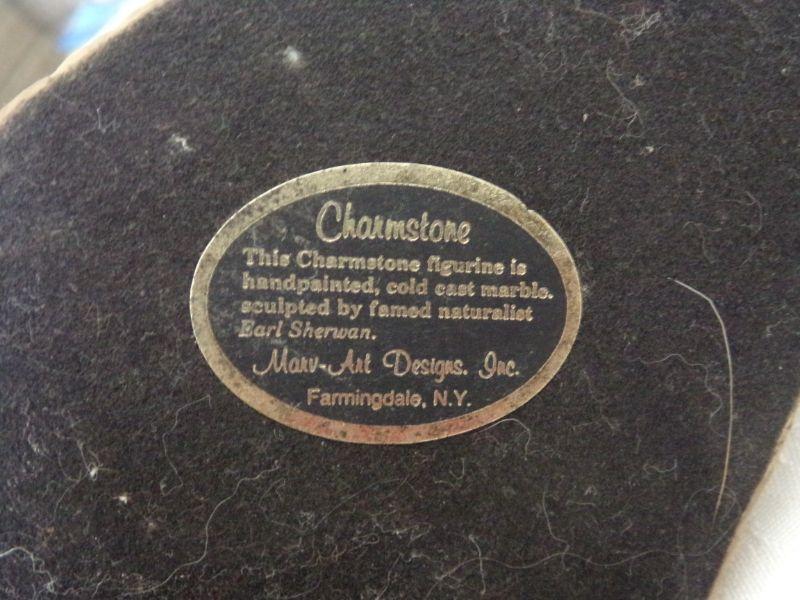 Charmstone
This Charmstone figurine is
handpainted, cold cast marble.
sculpted by famed naturalist
Earl Sherwan.
Marv-Art Designs, Inc.
Farmingdale, N.Y.